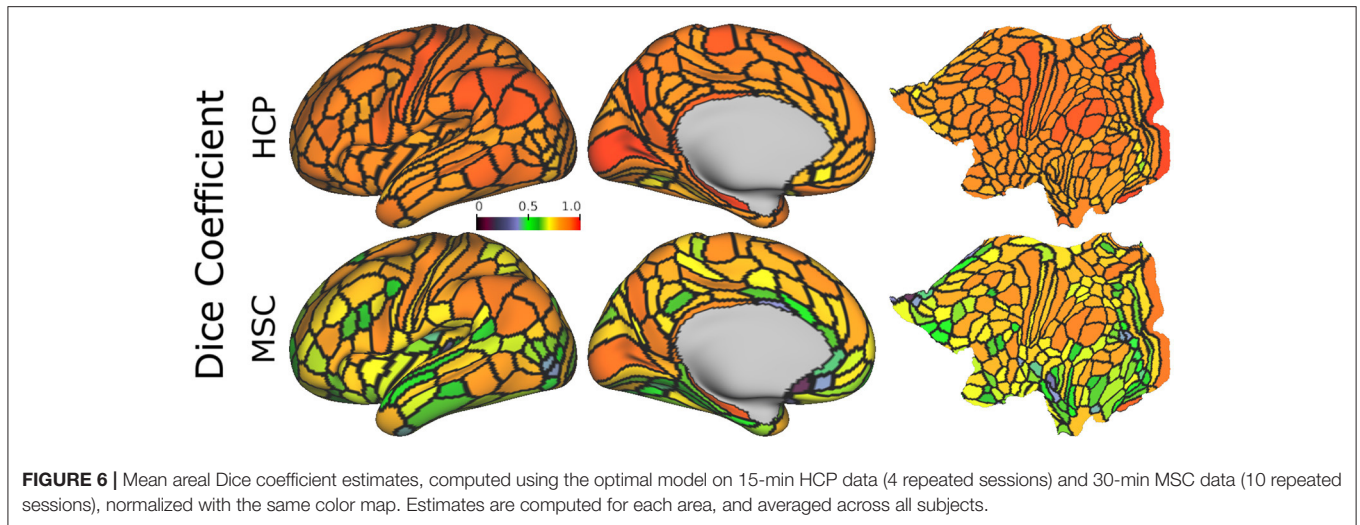 Dice Coefficient
HCP
0 0.5 1.0
MSC
FIGURE 6 | Mean areal Dice coefficient estimates, computed using the optimal model on 15-min HCP data (4 repeated sessions) and 30-min MSC data (10 repeated
sessions), normalized with the same color map. Estimates are computed for each area, and averaged across all subjects.